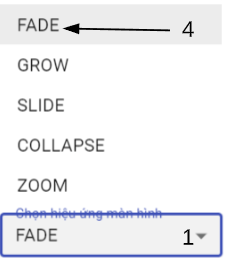 FADE 4
GROW
SLIDE
COLLAPSE
ZOOM
Chọn hiệu ứng màn hình
FADE 1